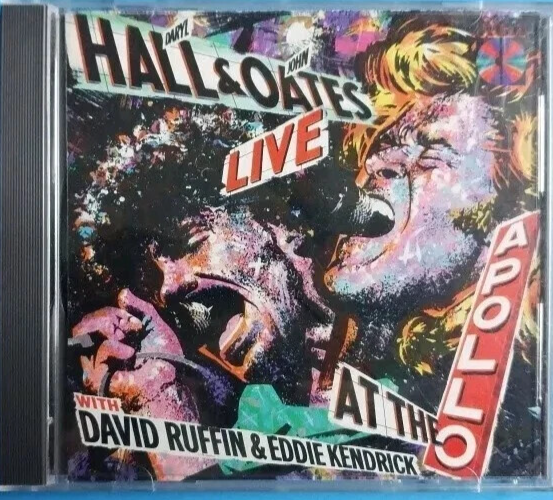 DARYL
HALL & JOHN
OATES
LIVE
AT THE
APOLLO
WITH
DAVID RUFFIN & EDDIE KENDRICK